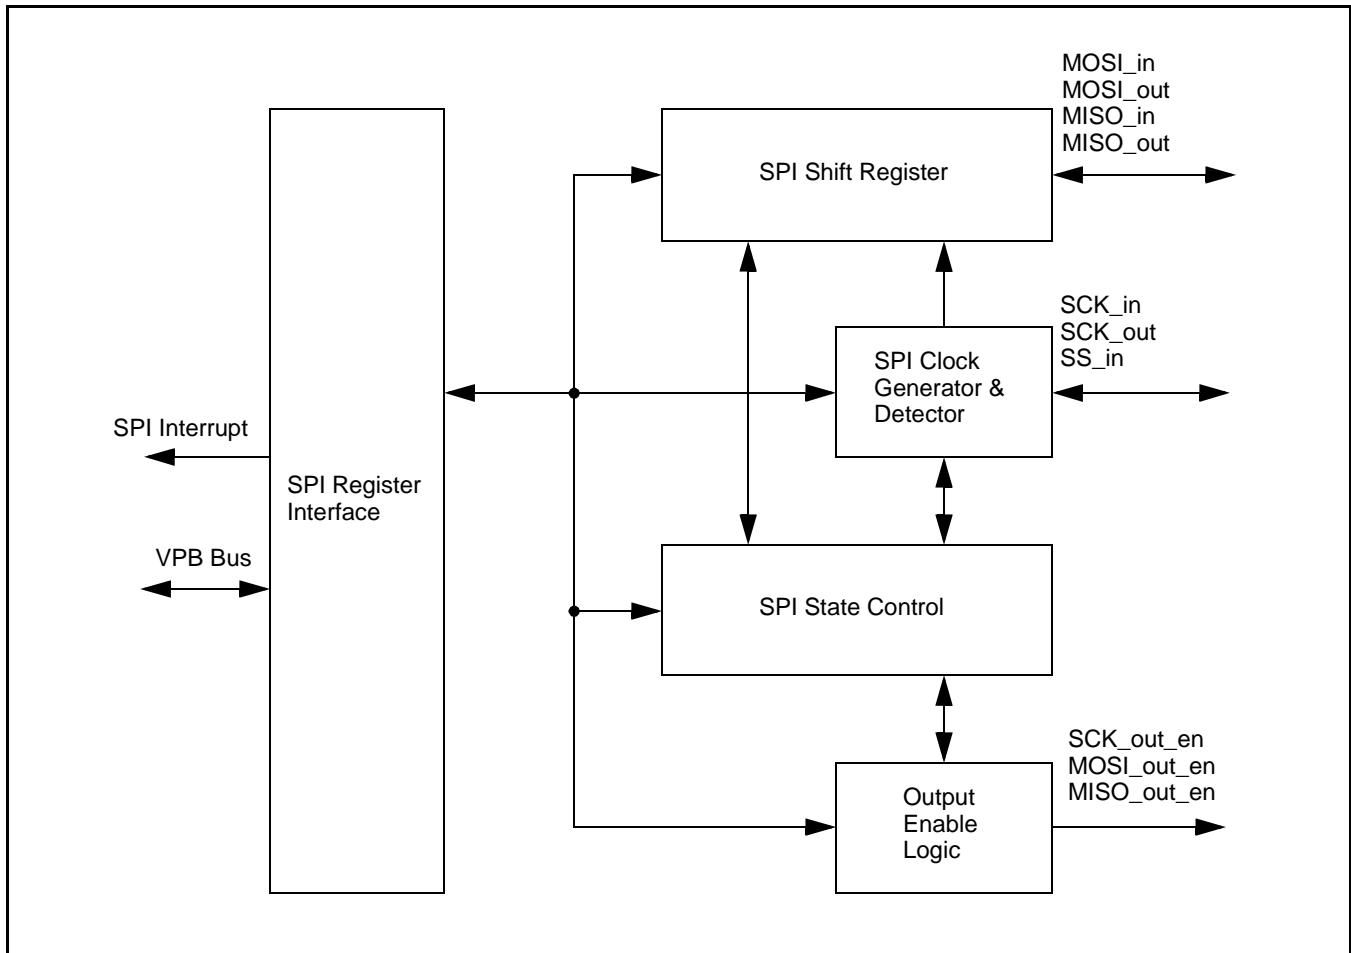 MOSI_in
MOSI_out
MISO_in
MISO_out
SPI Shift Register
SCK_in
SCK_out
SS_in
SPI Clock
Generator &
Detector
SPI Interrupt
SPI Register
Interface
VPB Bus
SPI State Control
SCK_out_en
MOSI_out_en
MISO_out_en
Output
Enable
Logic